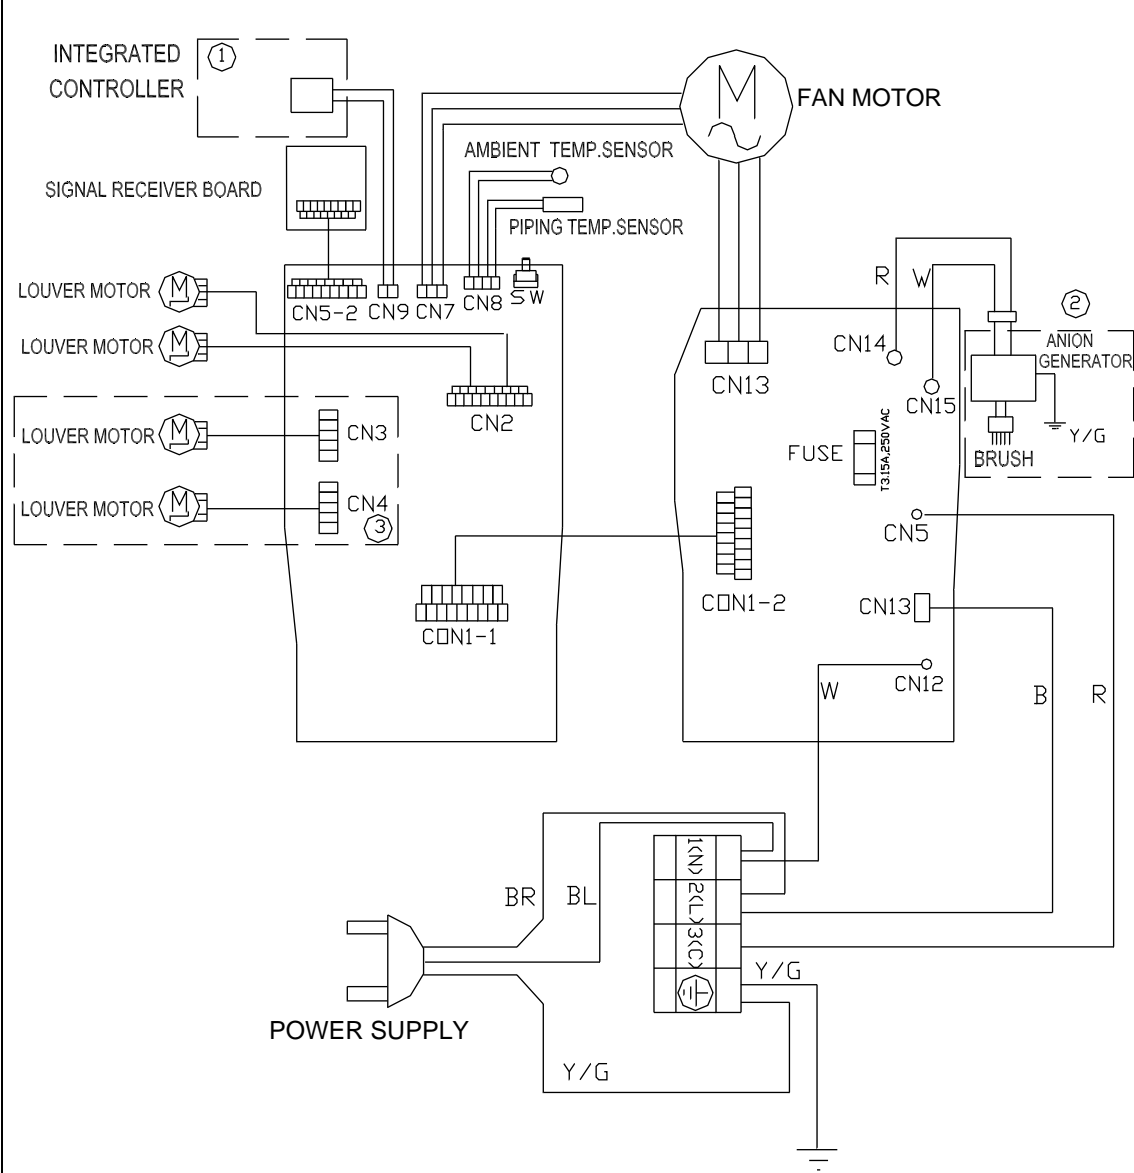 INTEGRATED
CONTROLLER
1
M
FAN MOTOR
AMBIENT TEMP.SENSOR
SIGNAL RECEIVER BOARD
PIPING TEMP.SENSOR
LOUVER MOTOR
M
CN5-2
CN9
CN7
CN8
SW
R
W
2
LOUVER MOTOR
M
CN14
ANION
GENERATOR
CN13
CN15
CN2
LOUVER MOTOR
M
CN3
FUSE
T3.15A,250VAC
Y/G
BRUSH
LOUVER MOTOR
M
CN4
3
CN5
CON1-2
CN13
CON1-1
CN12
W
B
R
1(N)
BR
BL
2(L)
3(C)
Y/G
POWER SUPPLY
Y/G